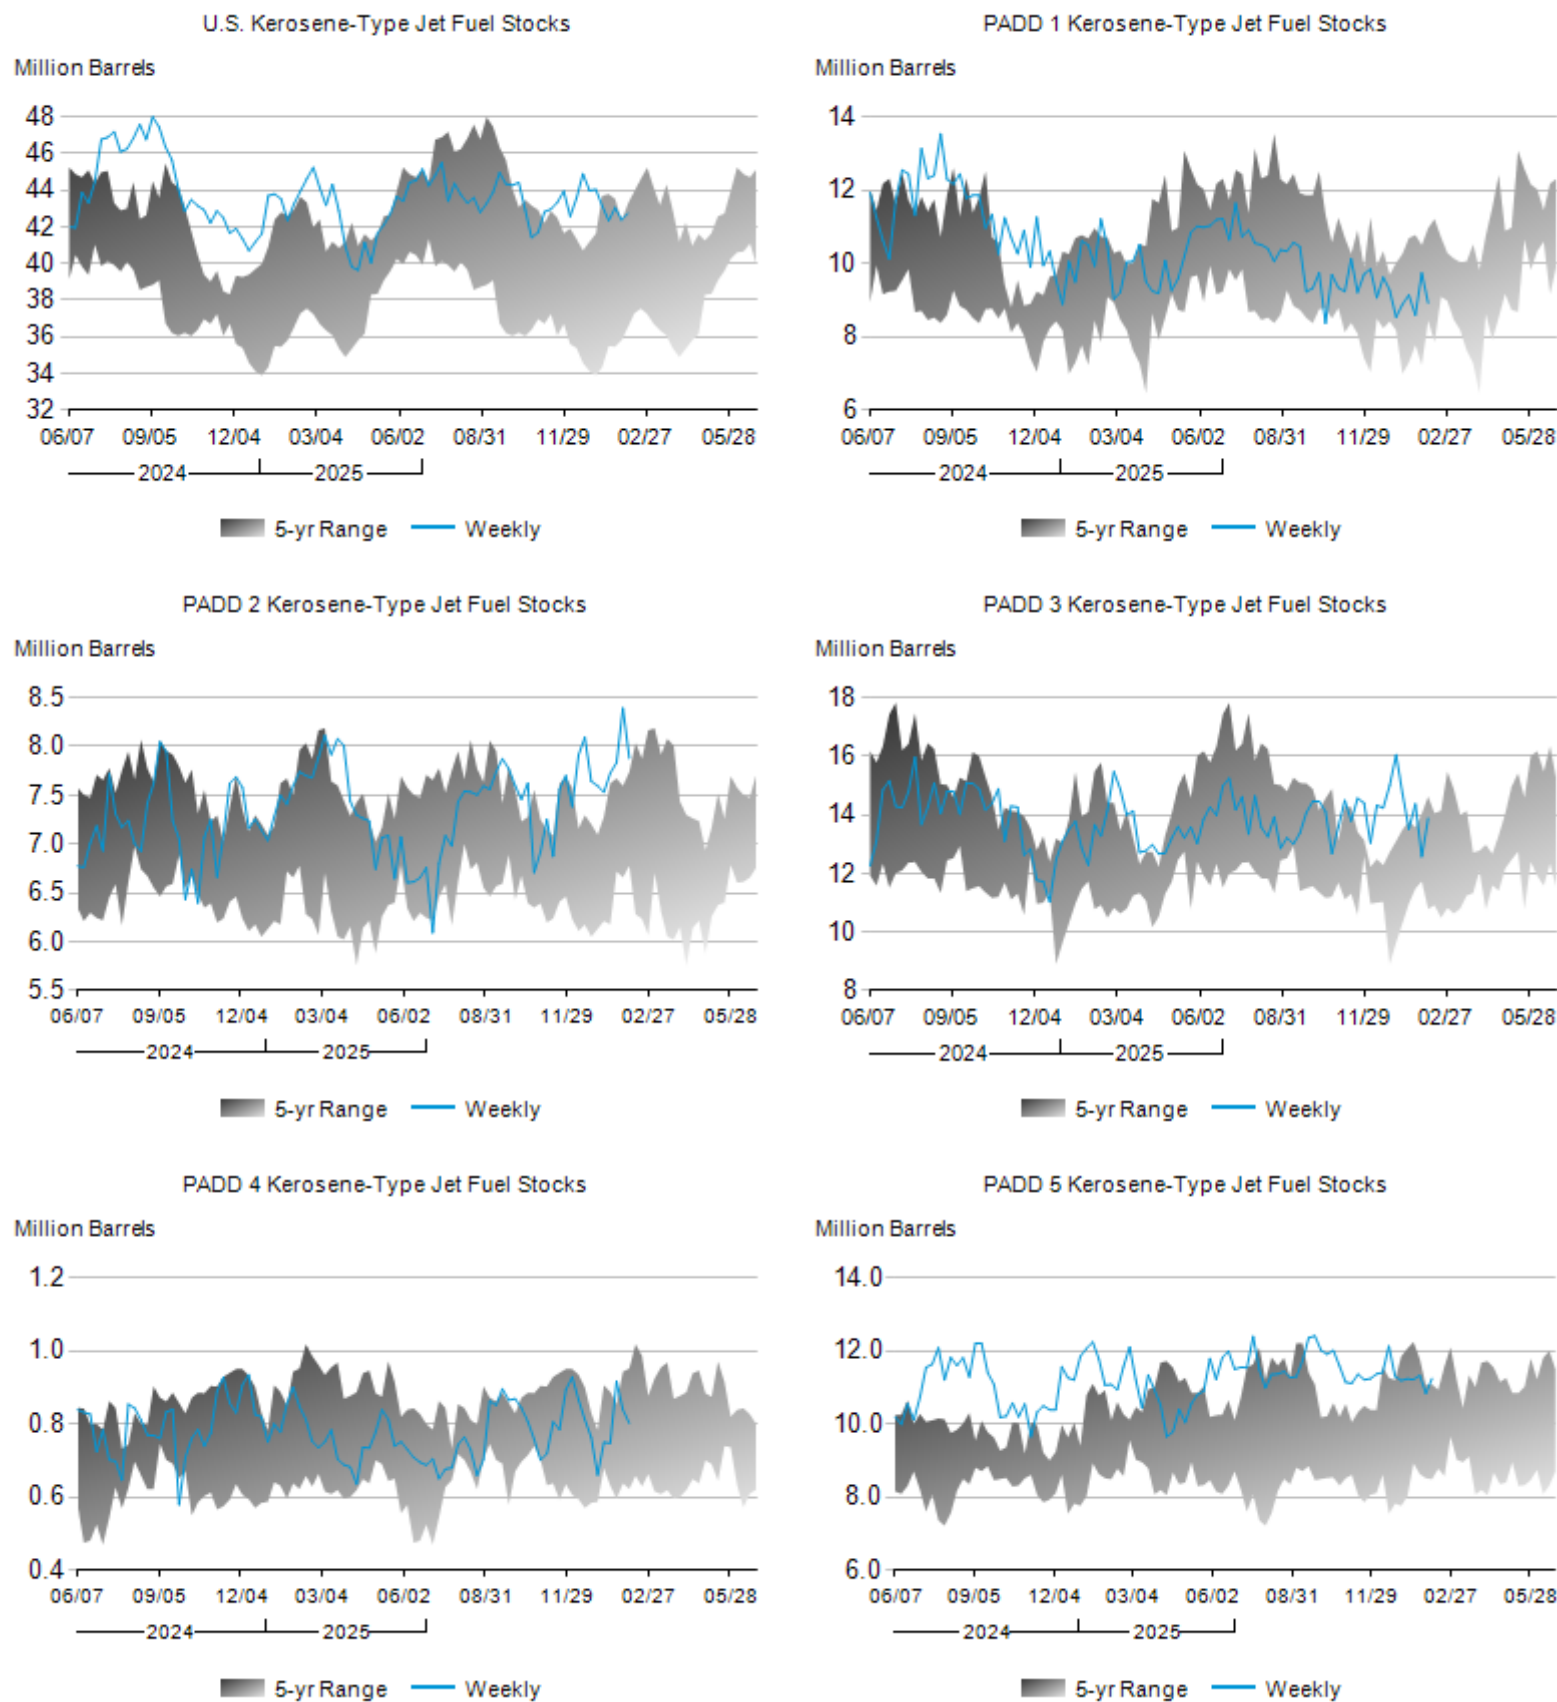 U.S. Kerosene-Type Jet Fuel Stocks
Million Barrels
48
46
44
42
40
38
36
34
32
06/07 09/05 12/04 03/04 06/02 08/31 11/29 02/27 05/28
2024 2025
5-yr Range Weekly
PADD 1 Kerosene-Type Jet Fuel Stocks
Million Barrels
14
12
10
8
6
06/07 09/05 12/04 03/04 06/02 08/31 11/29 02/27 05/28
2024 2025
5-yr Range Weekly
PADD 2 Kerosene-Type Jet Fuel Stocks
Million Barrels
8.5
8.0
7.5
7.0
6.5
6.0
5.5
06/07 09/05 12/04 03/04 06/02 08/31 11/29 02/27 05/28
2024 2025
5-yr Range Weekly
PADD 3 Kerosene-Type Jet Fuel Stocks
Million Barrels
18
16
14
12
10
8
06/07 09/05 12/04 03/04 06/02 08/31 11/29 02/27 05/28
2024 2025
5-yr Range Weekly
PADD 4 Kerosene-Type Jet Fuel Stocks
Million Barrels
1.2
1.0
0.8
0.6
0.4
06/07 09/05 12/04 03/04 06/02 08/31 11/29 02/27 05/28
2024 2025
5-yr Range Weekly
PADD 5 Kerosene-Type Jet Fuel Stocks
Million Barrels
14.0
12.0
10.0
8.0
6.0
06/07 09/05 12/04 03/04 06/02 08/31 11/29 02/27 05/28
2024 2025
5-yr Range Weekly